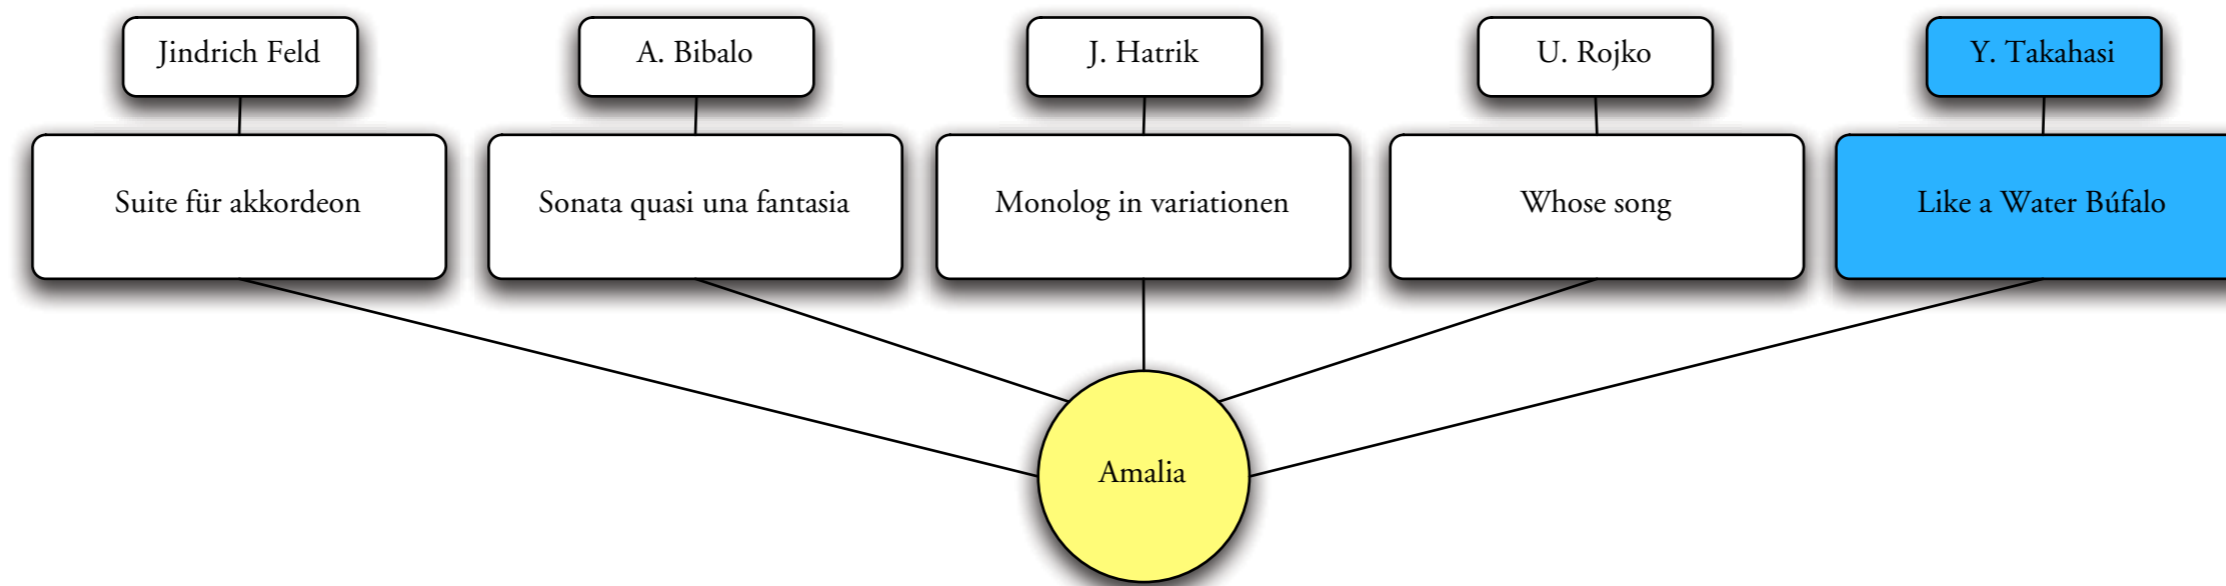 Jindrich Feld
A. Bibalo
J. Hatrik
U. Rojko
Y. Takahasi
Suite für akkordeon
Sonata quasi una fantasia
Monolog in variationen
Whose song
Like a Water Búfalo
Amalia